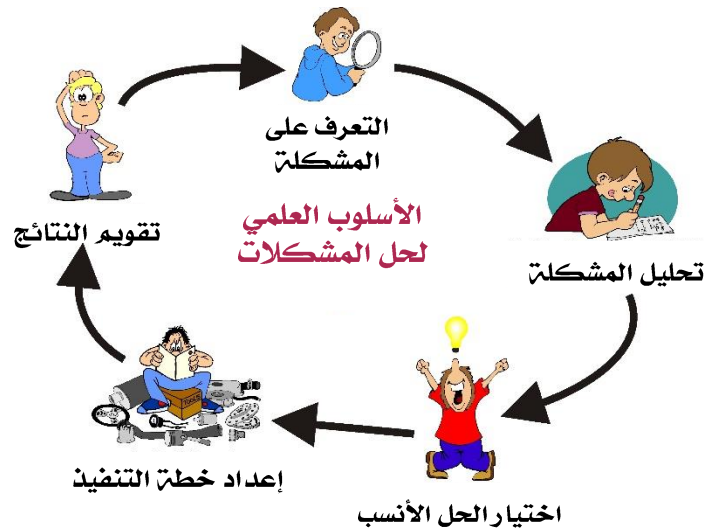 التعرف على
المشكلة
الأسلوب العلمي
لحل المشكلات
تحليل المشكلة
اختيار الحل الأنسب
إعداد خطة التنفيذ
تقويم النتائج